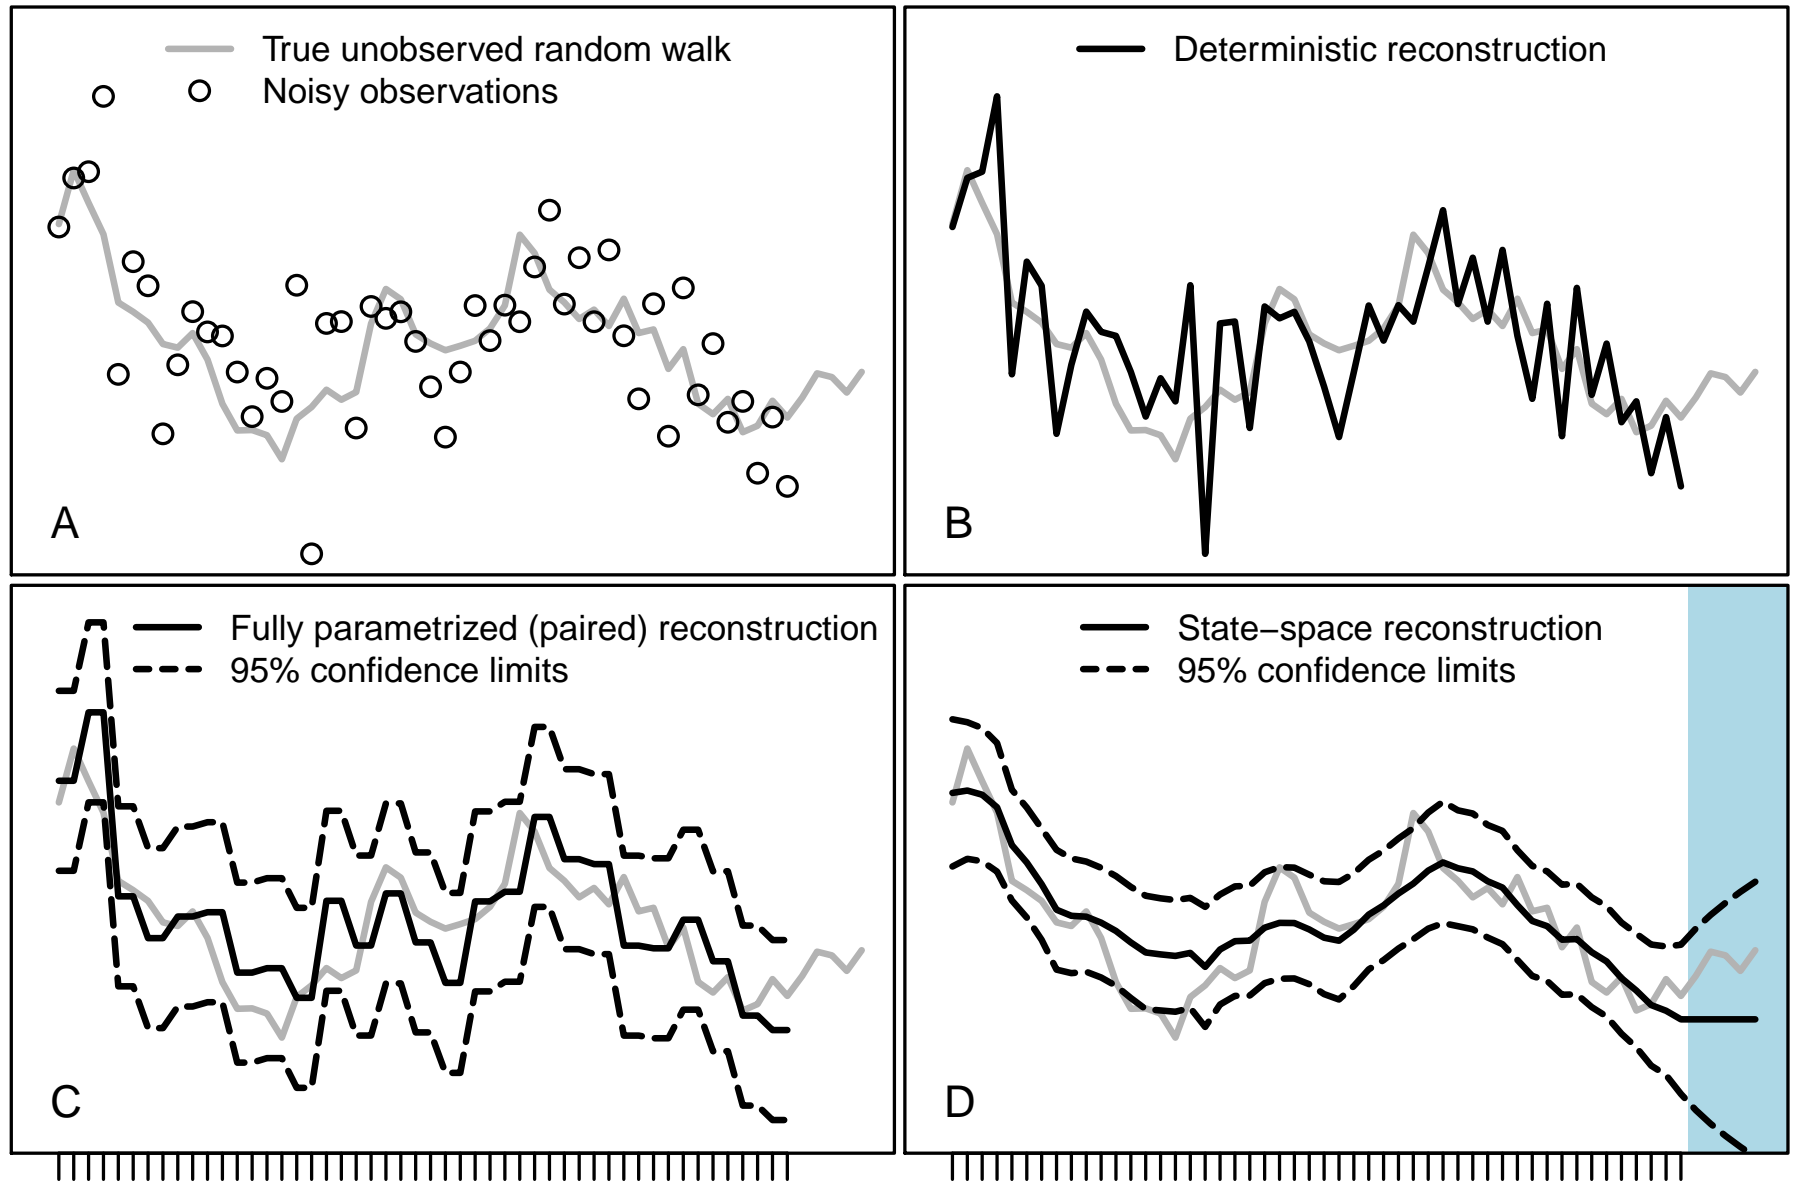 True unobserved random walk
Noisy observations
A
Deterministic reconstruction
B
Fully parametrized (paired) reconstruction
95% confidence limits
C
State−space reconstruction
95% confidence limits
D